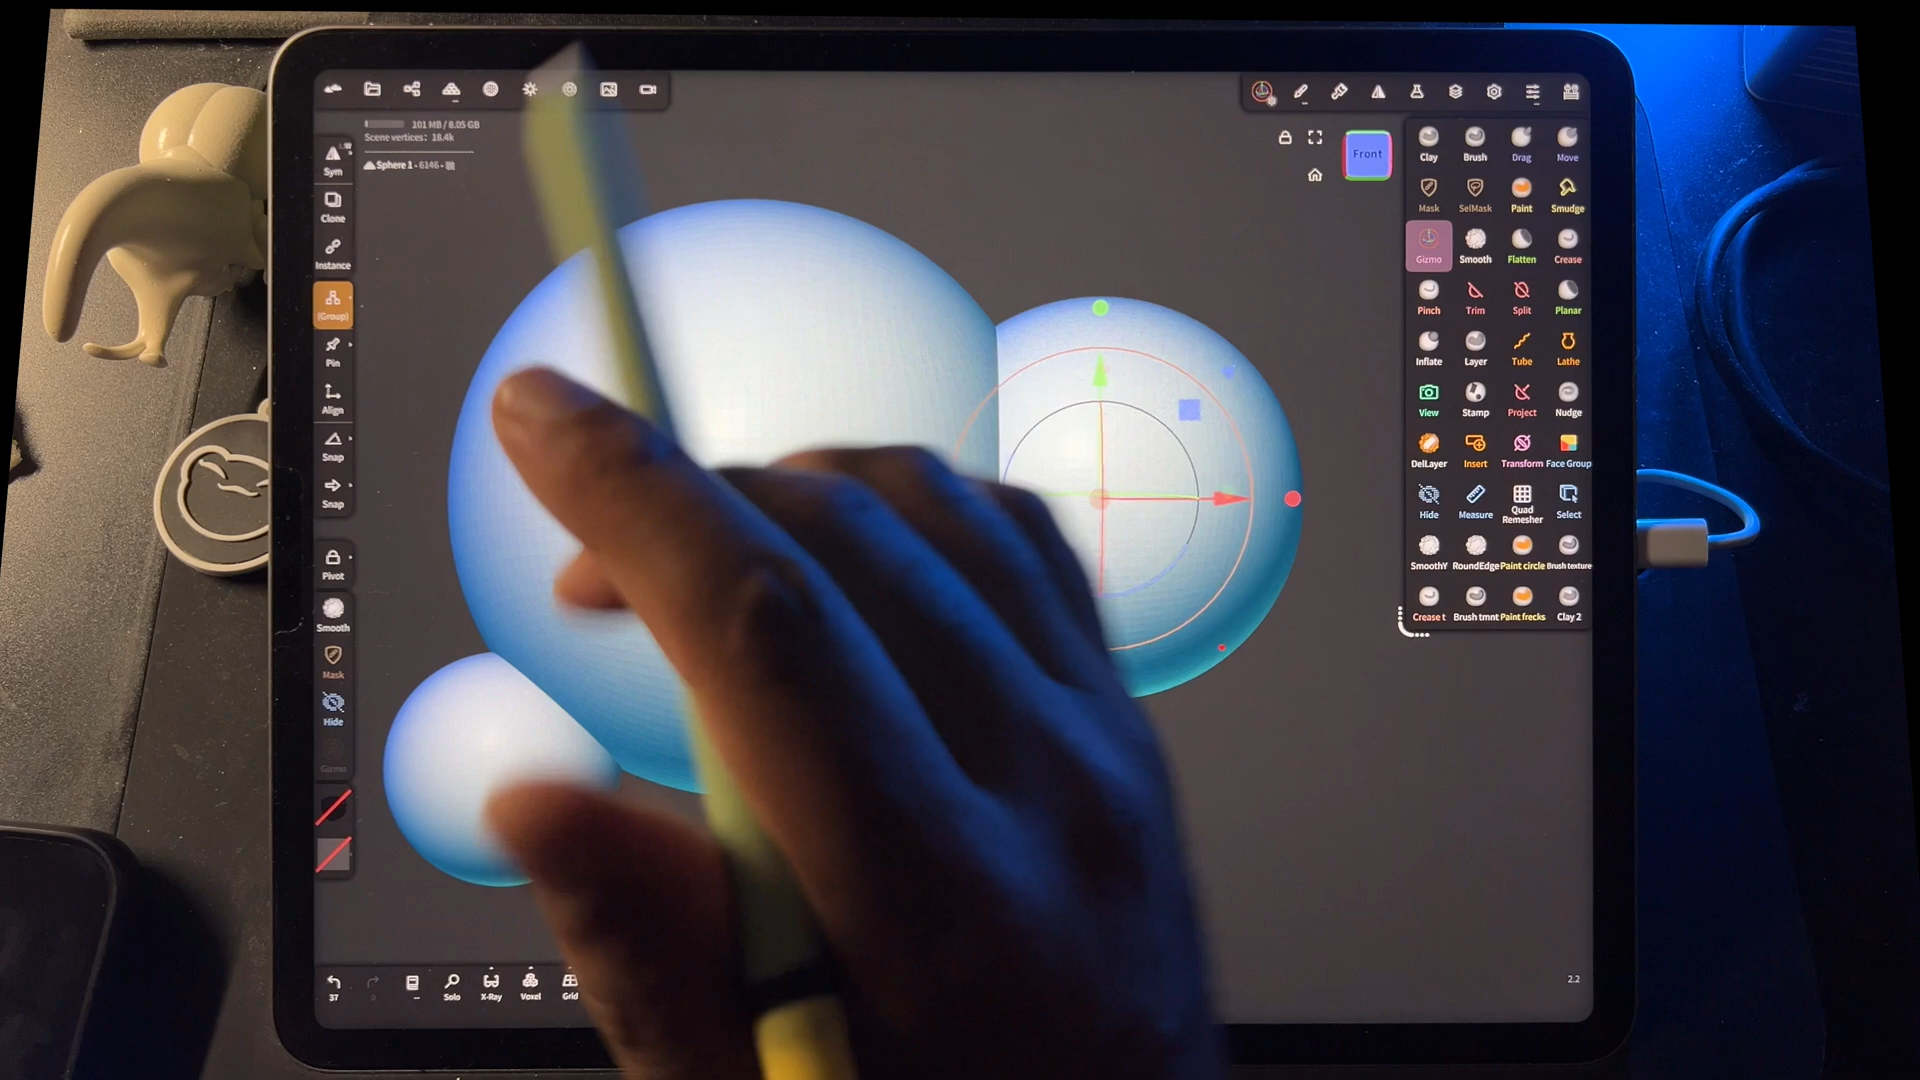 101 MB / 8.05 GB
Scene vertices: 18.4k
Sphere 1 · 6146 ·
Front
Sym
Clone
Instance
(Group)
Pin
Align
Snap
Snap
Pivot
Smooth
Mask
Hide
Gizmo
Clay Brush Drag Move
Mask SelMask Paint Smudge
Gizmo Smooth Flatten Crease
Pinch Trim Split Planar
Inflate Layer Tube Lathe
View Stamp Project Nudge
DelLayer Insert Transform Face Group
Hide Measure Quad Remesher Select
SmoothY RoundEdge Paint circle Brush texture
Crease t Brush tmnt Paint frecks Clay 2
37 Solo X-Ray Voxel Grid
2.2